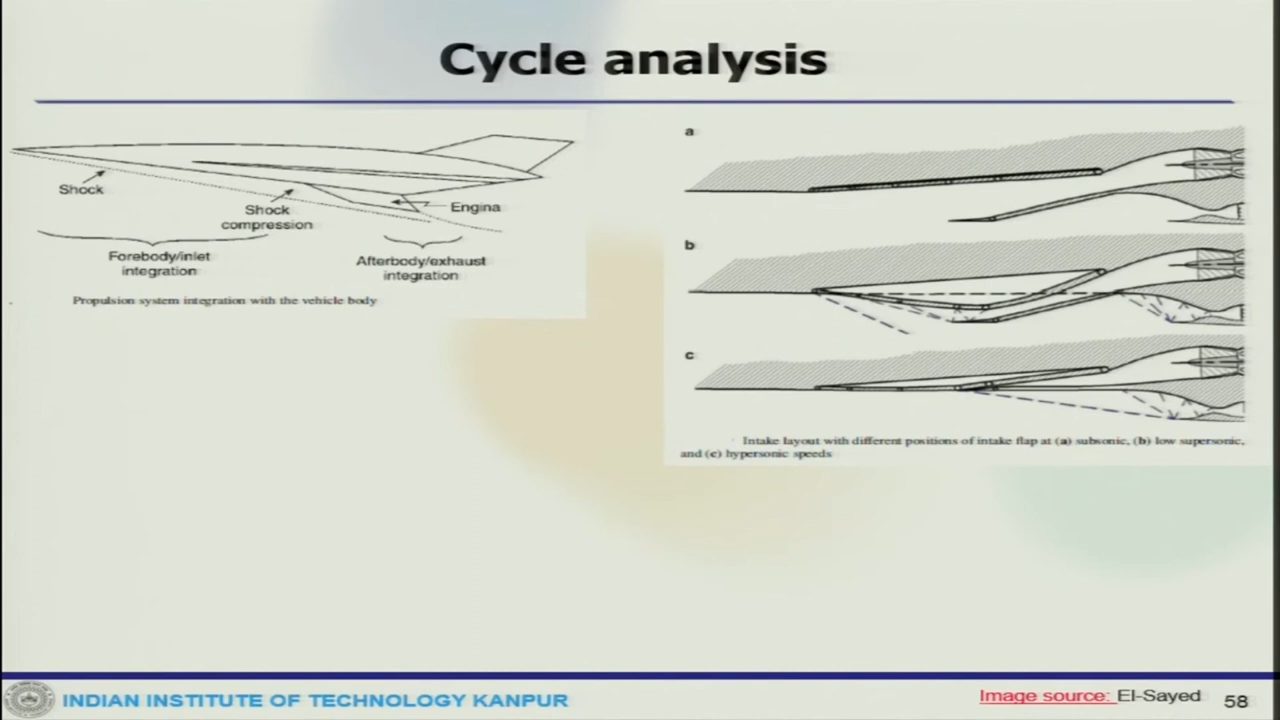 Cycle analysis
Shock
Shock
compression
Engina
Forebody/inlet
integration
Afterbody/exhaust
integration
Propulsion system integration with the vehicle body
a
b
c
Intake layout with different positions of intake flap at (a) subsonic, (b) low supersonic,
and (c) hypersonic speeds
INDIAN INSTITUTE OF TECHNOLOGY KANPUR
Image source: El-Sayed
58